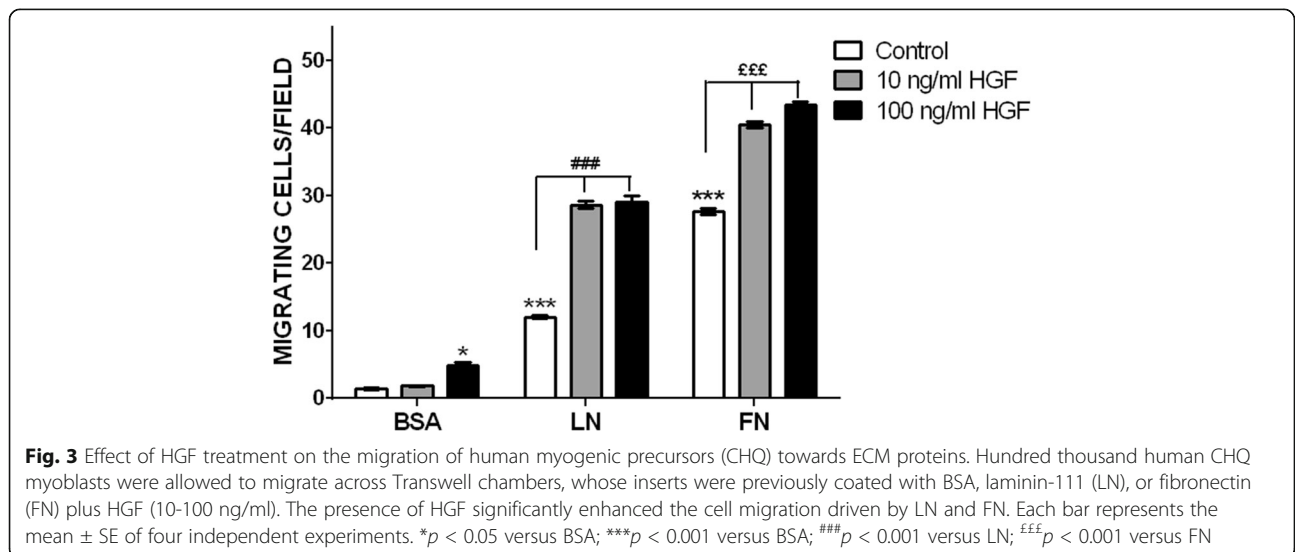 MIGRATING CELLS/FIELD
50
40
30
20
10
0
*
***
###
***
£££
BSA
LN
FN
Control
10 ng/ml HGF
100 ng/ml HGF
Fig. 3 Effect of HGF treatment on the migration of human myogenic precursors (CHQ) towards ECM proteins. Hundred thousand human CHQ
myoblasts were allowed to migrate across Transwell chambers, whose inserts were previously coated with BSA, laminin-111 (LN), or fibronectin
(FN) plus HGF (10-100 ng/ml). The presence of HGF significantly enhanced the cell migration driven by LN and FN. Each bar represents the
mean ± SE of four independent experiments. *p < 0.05 versus BSA; ***p < 0.001 versus BSA; ###p < 0.001 versus LN; £££p < 0.001 versus FN